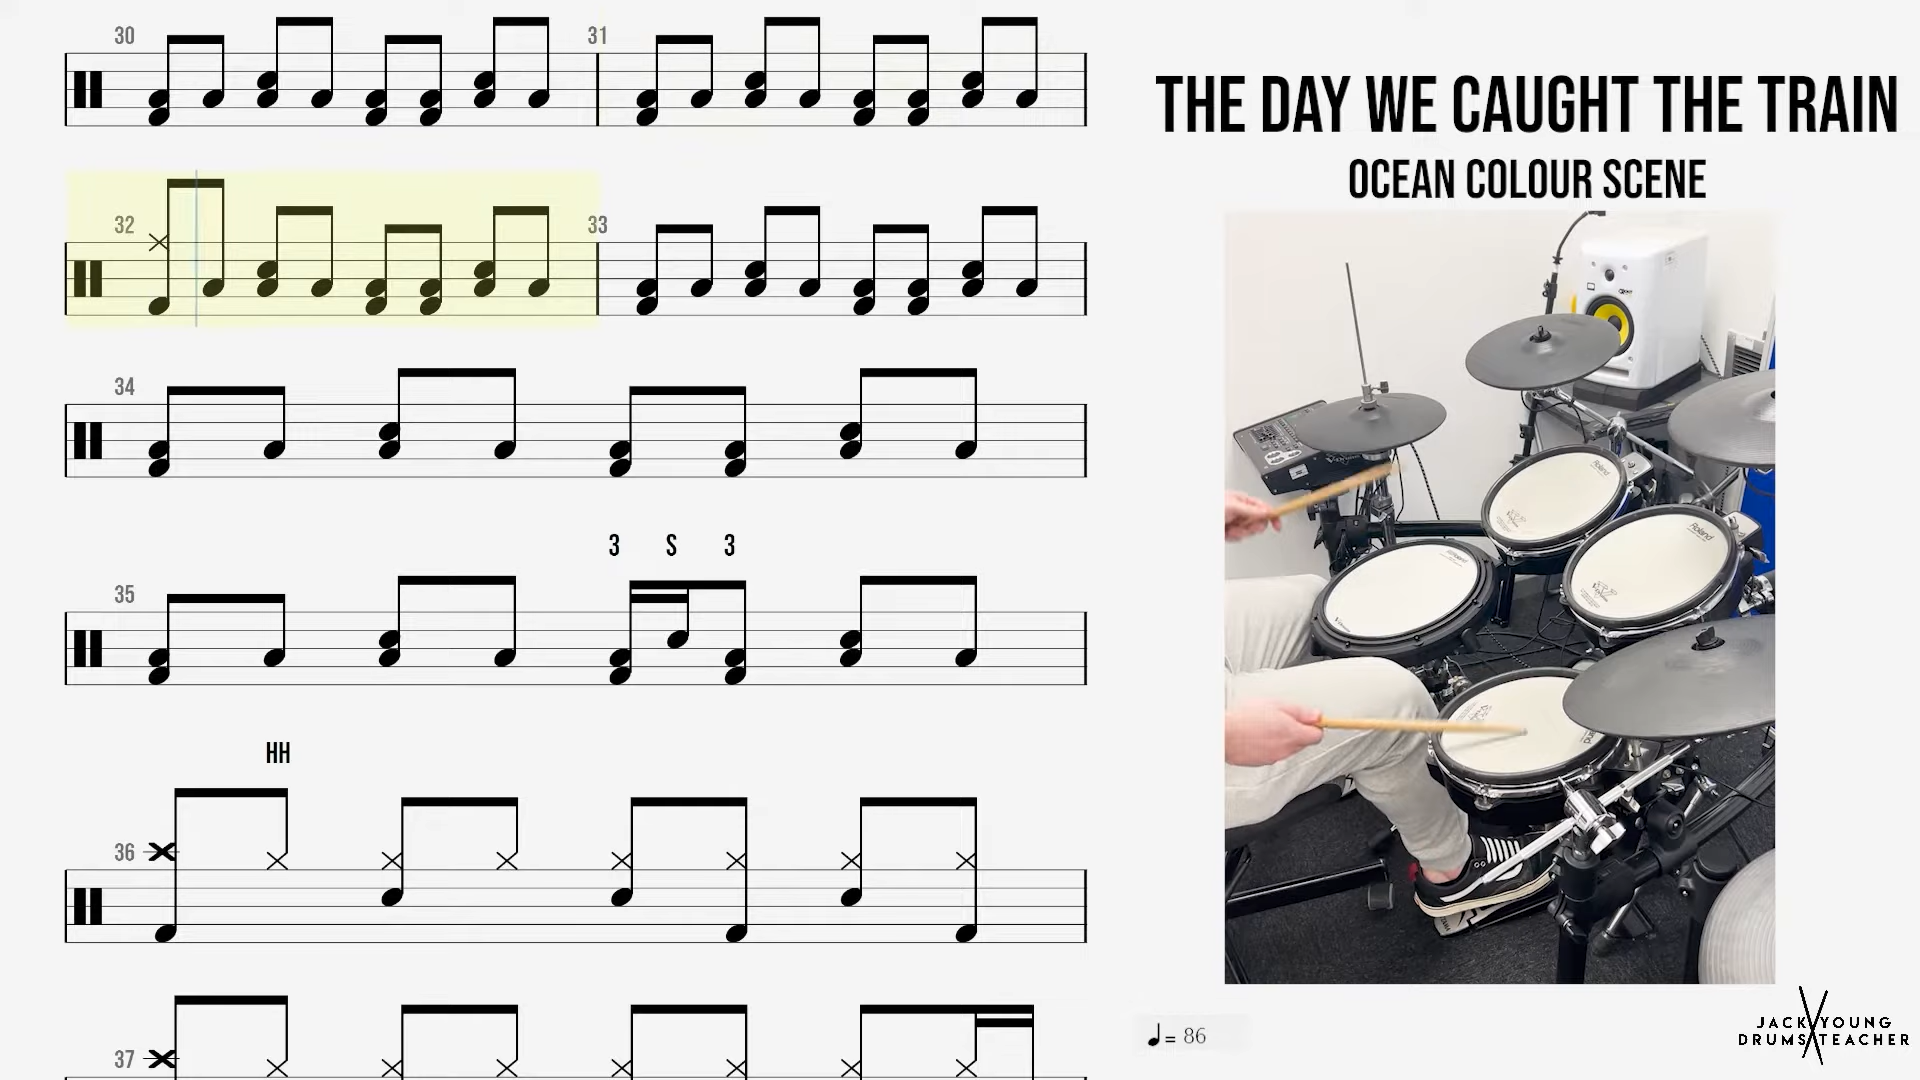 30 31
THE DAY WE CAUGHT THE TRAIN
OCEAN COLOUR SCENE
32 33
34
3 S 3
35
HH
36
37
= 86
JACK YOUNG
DRUMS TEACHER